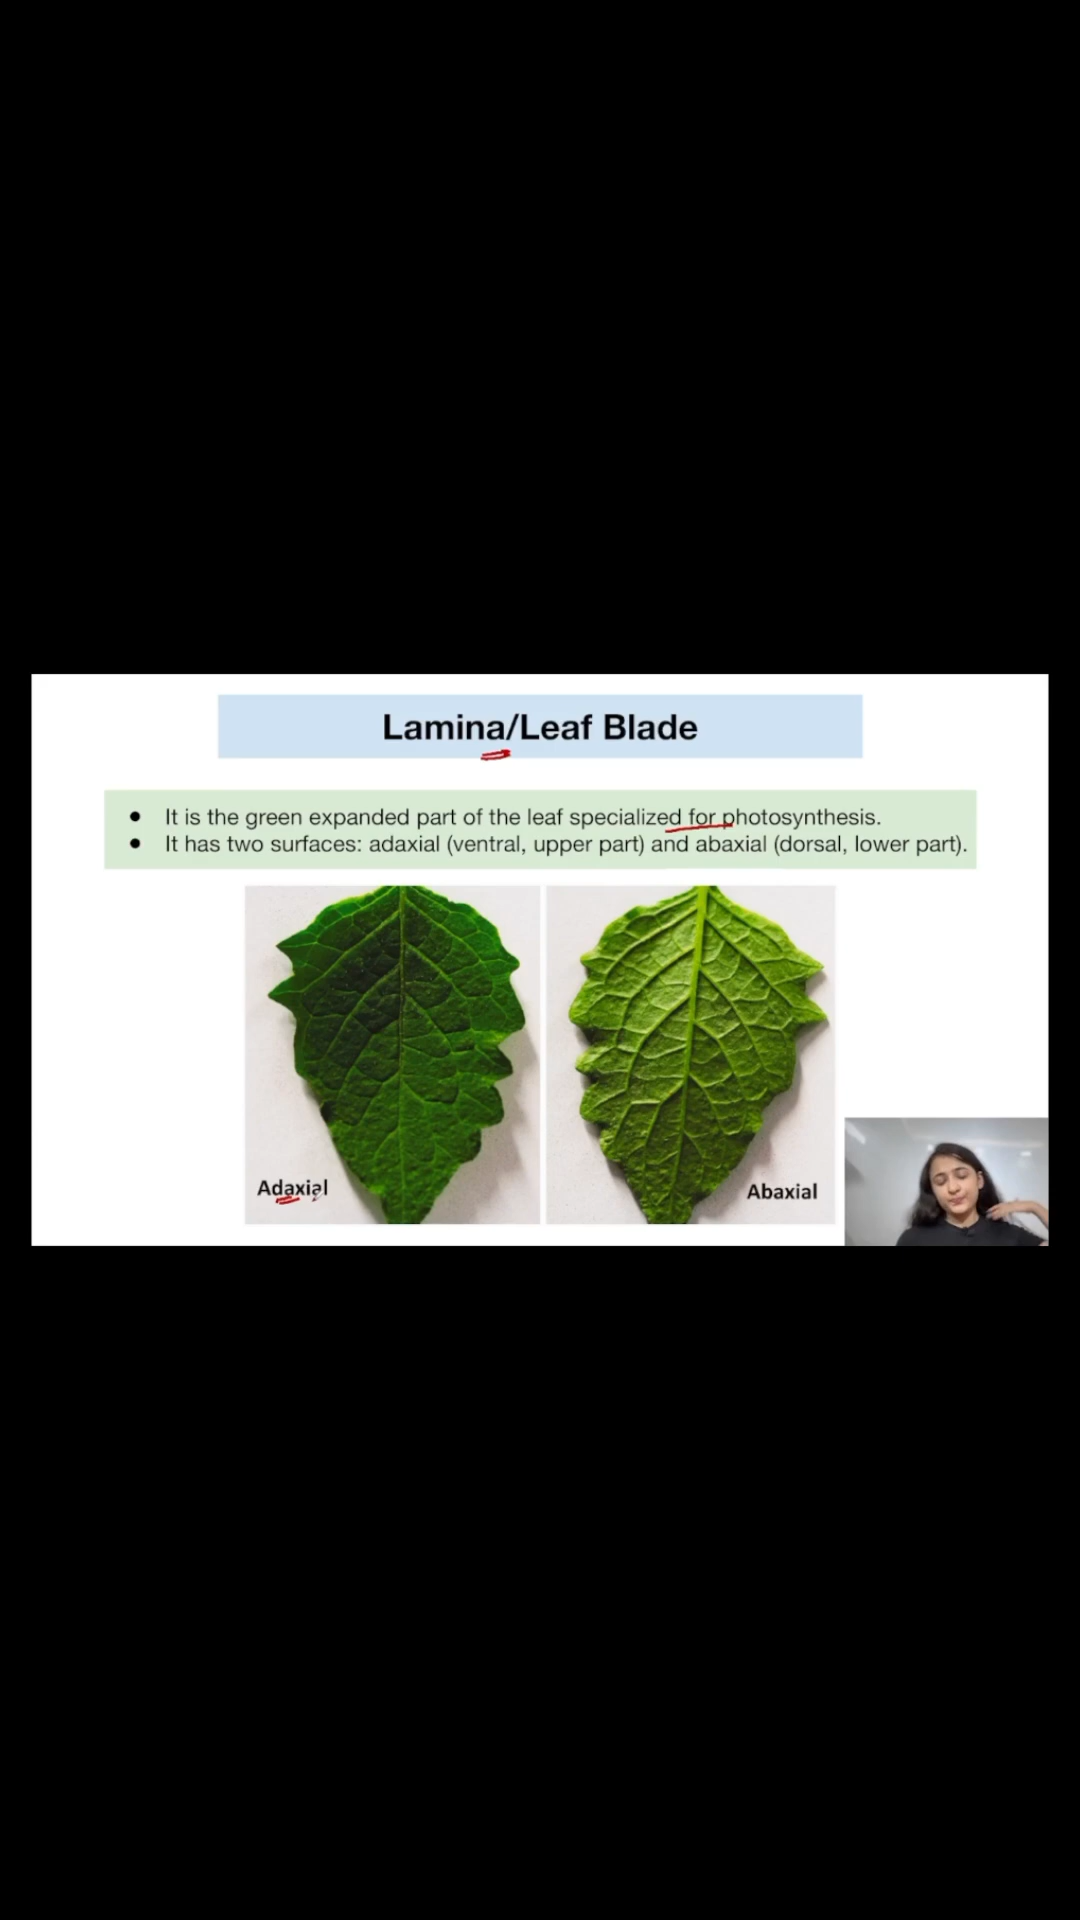 Lamina/Leaf Blade
● It is the green expanded part of the leaf specialized for photosynthesis.
● It has two surfaces: adaxial (ventral, upper part) and abaxial (dorsal, lower part).
Adaxial
Abaxial